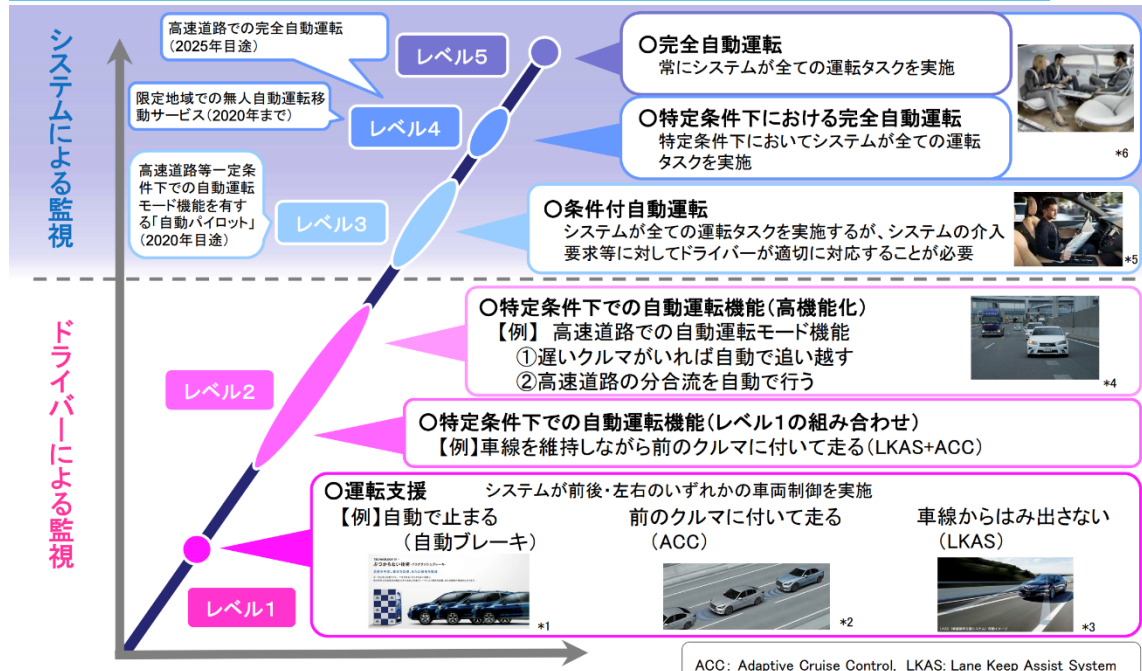 システムによる監視
ドライバーによる監視
高速道路での完全自動運転
(2025年目途)
レベル5
限定地域での無人自動運転移
動サービス(2020年まで)
レベル4
高速道路等一定条
件下での自動運転
モード機能を有す
る「自動パイロット」
(2020年目途)
レベル3
○完全自動運転
常にシステムが全ての運転タスクを実施
○特定条件下における完全自動運転
特定条件下においてシステムが全ての運転
タスクを実施
*6
○条件付自動運転
システムが全ての運転タスクを実施するが、システムの介入
要求等に対してドライバーが適切に対応することが必要
*5
○特定条件下での自動運転機能(高機能化)
【例】 高速道路での自動運転モード機能
①遅いクルマがいれば自動で追い越す
②高速道路の分合流を自動で行う
*4
レベル2
○特定条件下での自動運転機能(レベル1の組み合わせ)
【例】車線を維持しながら前のクルマに付いて走る(LKAS+ACC)
○運転支援 システムが前後・左右のいずれかの車両制御を実施
【例】自動で止まる
(自動ブレーキ)
前のクルマに付いて走る
(ACC)
車線からはみ出さない
(LKAS)
レベル1
ぶつからない技術
*1
*2
*3
ACC: Adaptive Cruise Control, LKAS: Lane Keep Assist System